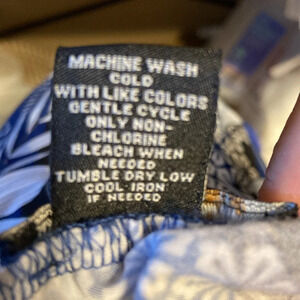 MACHINE WASH
COLD
WITH LIKE COLORS
GENTLE CYCLE
ONLY NON-
CHLORINE
BLEACH WHEN
NEEDED
TUMBLE DRY LOW
COOL IRON
IF NEEDED